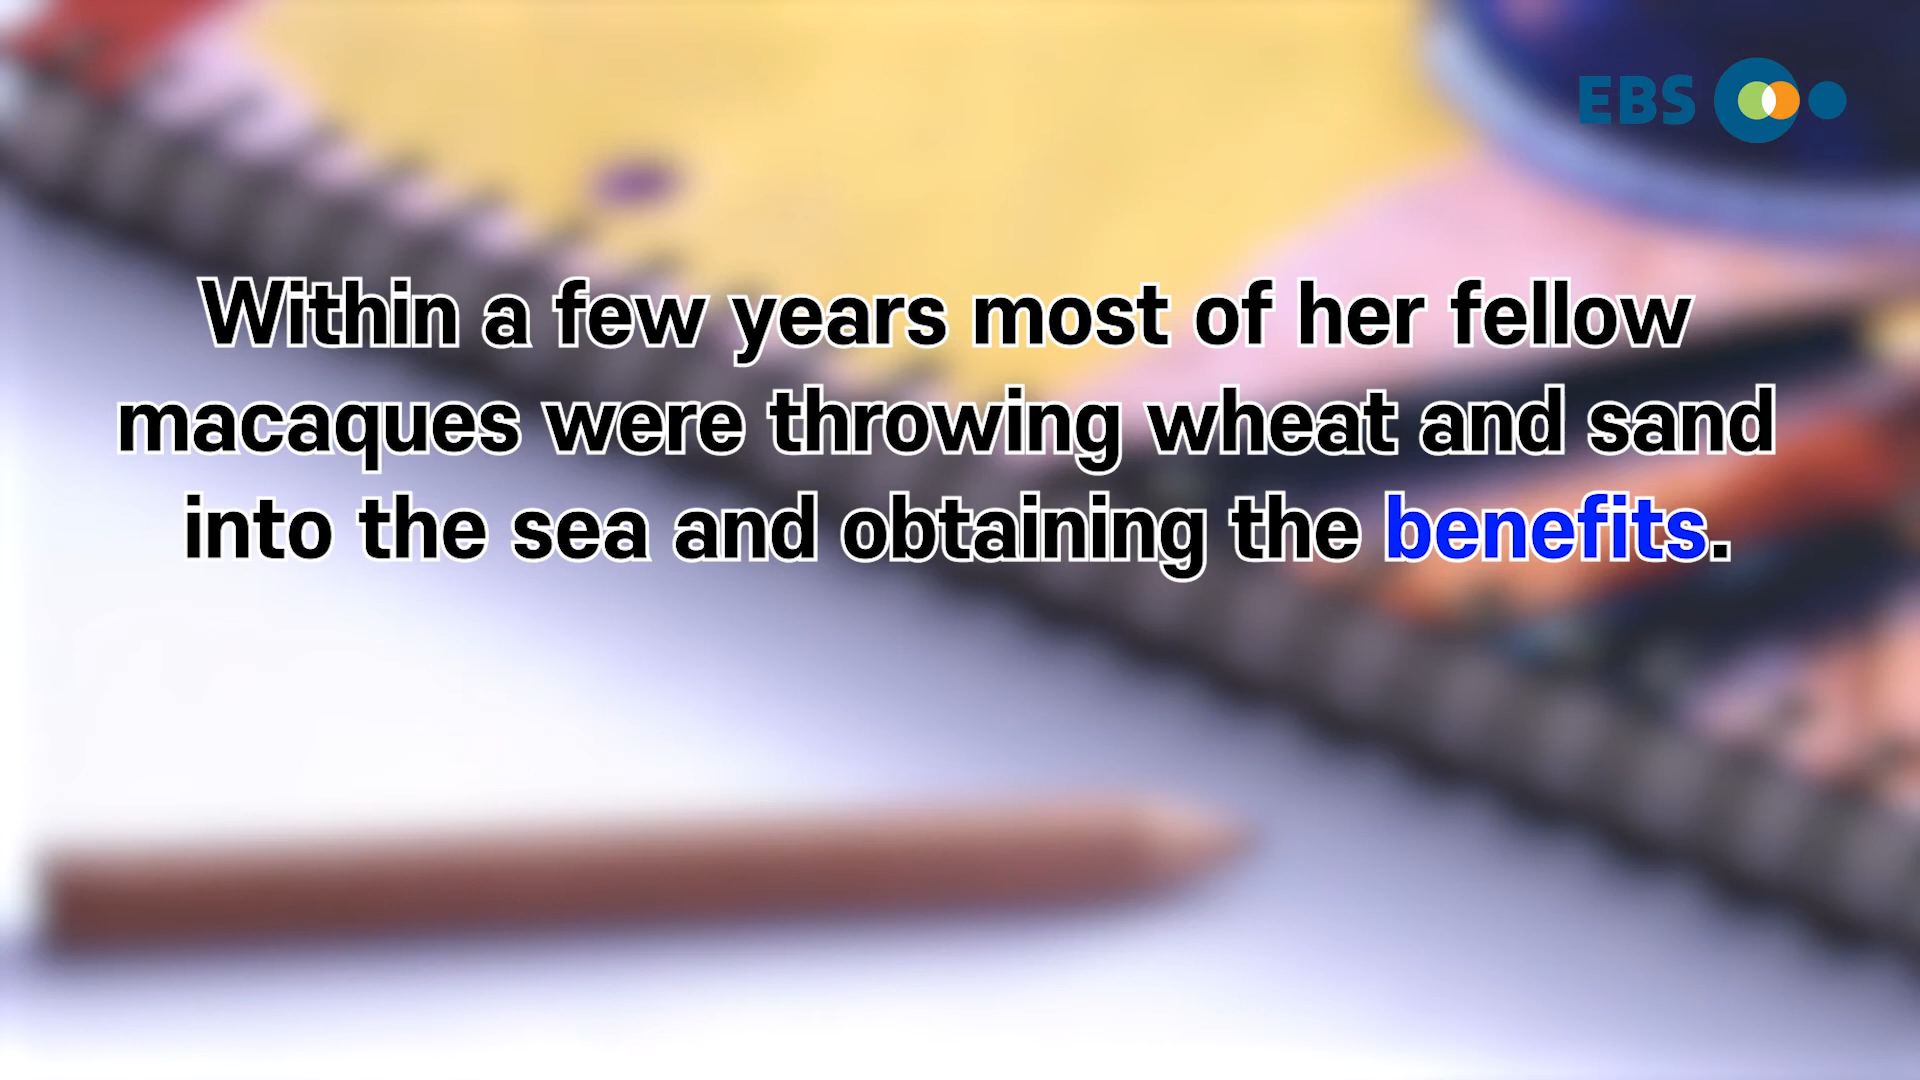 EBS
Within a few years most of her fellow
macaques were throwing wheat and sand
into the sea and obtaining the benefits.